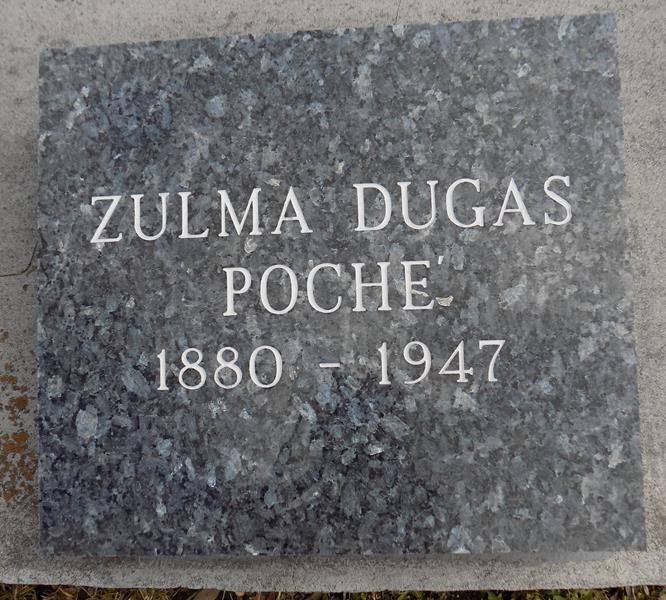 ZULMA DUGAS
POCHE'
1880 - 1947